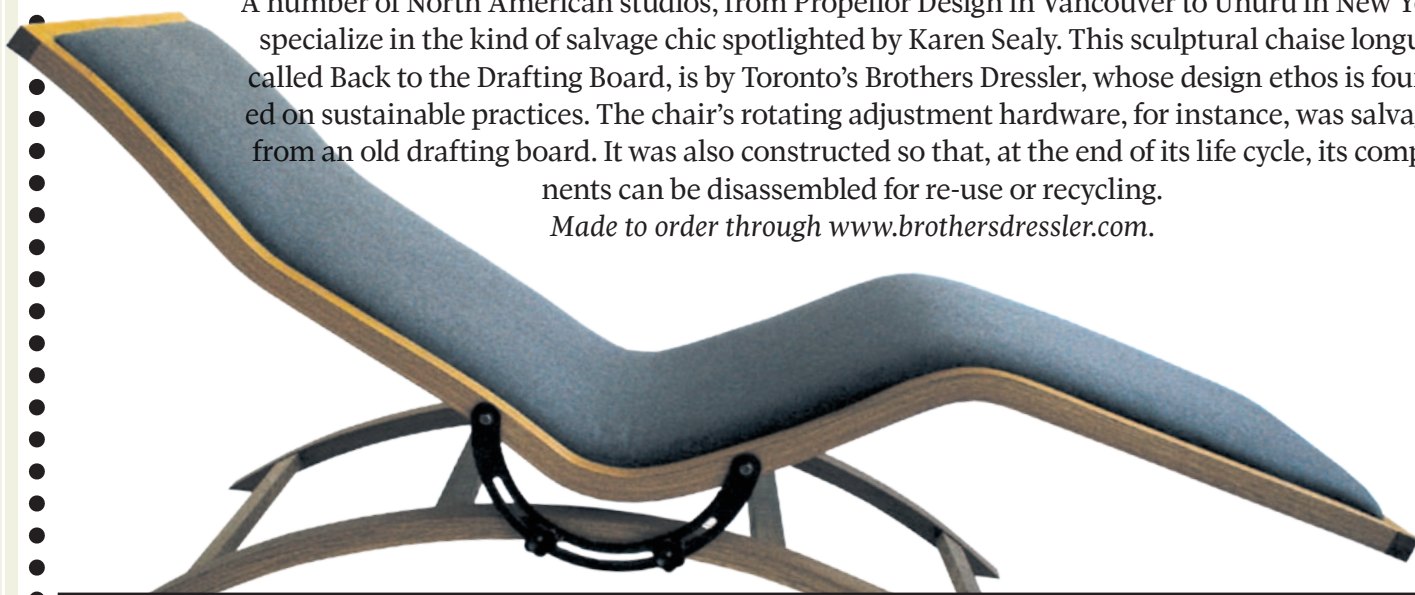 A number of North American studios, from Propellor Design in Vancouver to Uhuru in New
specialize in the kind of salvage chic spotlighted by Karen Sealy. This sculptural chaise
called Back to the Drafting Board, is by Toronto’s Brothers Dressler, whose design ethos is
ed on sustainable practices. The chair’s rotating adjustment hardware, for instance, was
from an old drafting board. It was also constructed so that, at the end of its life cycle, its
nents can be disassembled for re-use or recycling.
Made to order through www.brothersdressler.com.